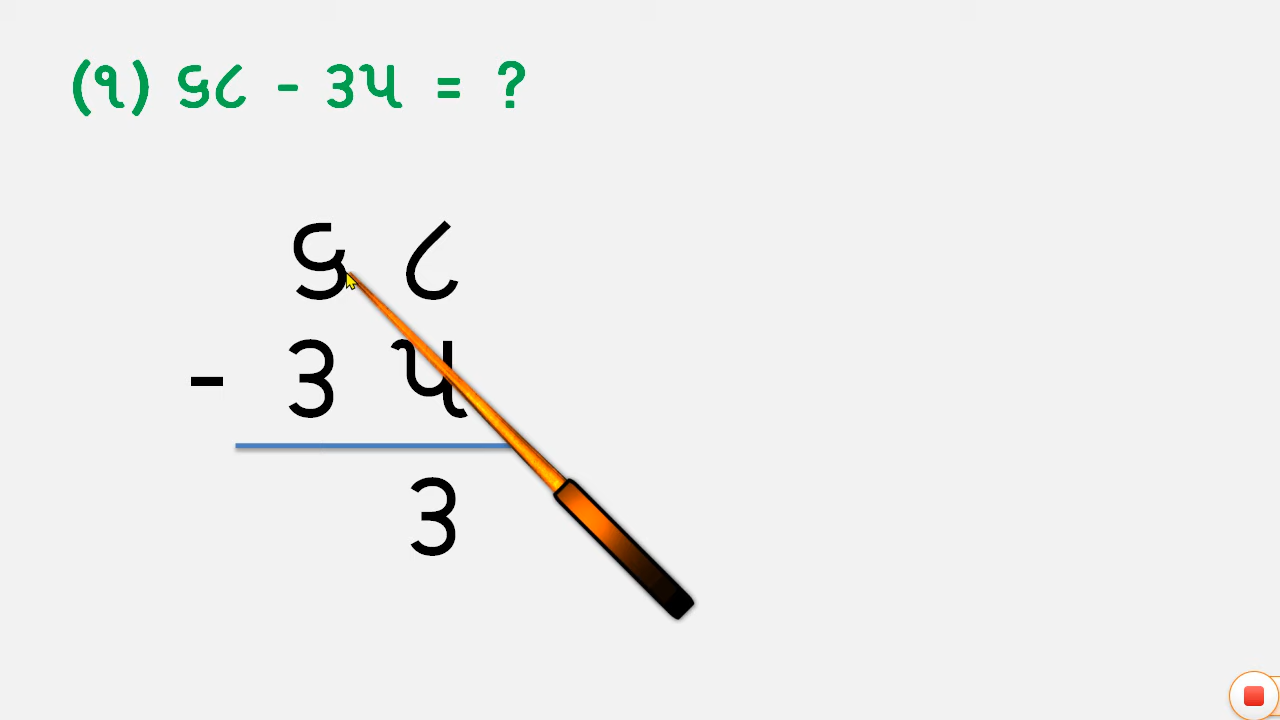 (૧) ૬૮ - ૩૫ = ?
૬ ૮
- ૩ ૫
૩